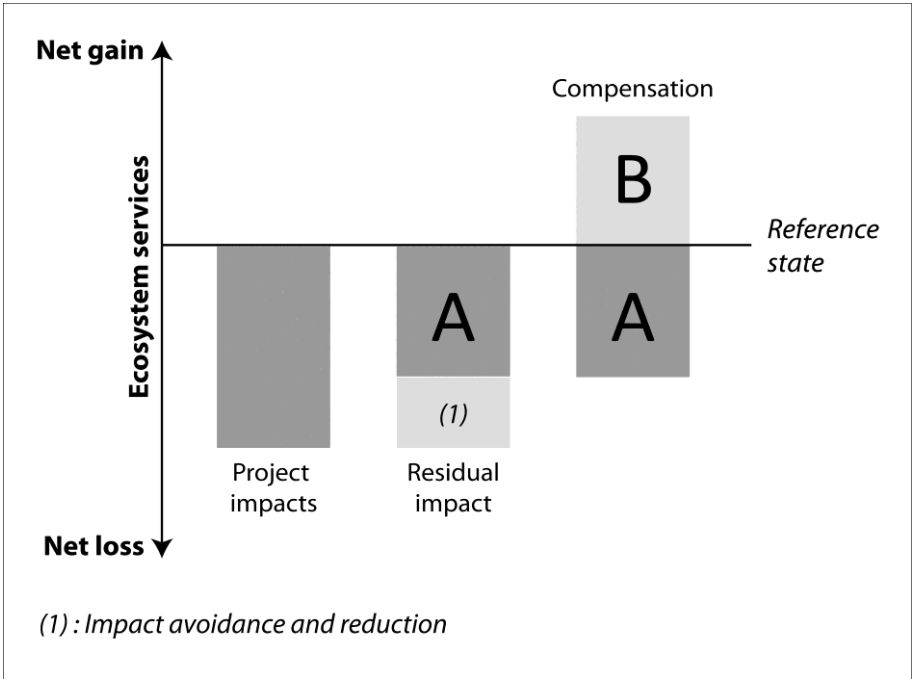 Net gain
Compensation
B
Ecosystem services
Reference
state
A
A
(1)
Project
impacts
Residual
impact
Net loss
(1) : Impact avoidance and reduction